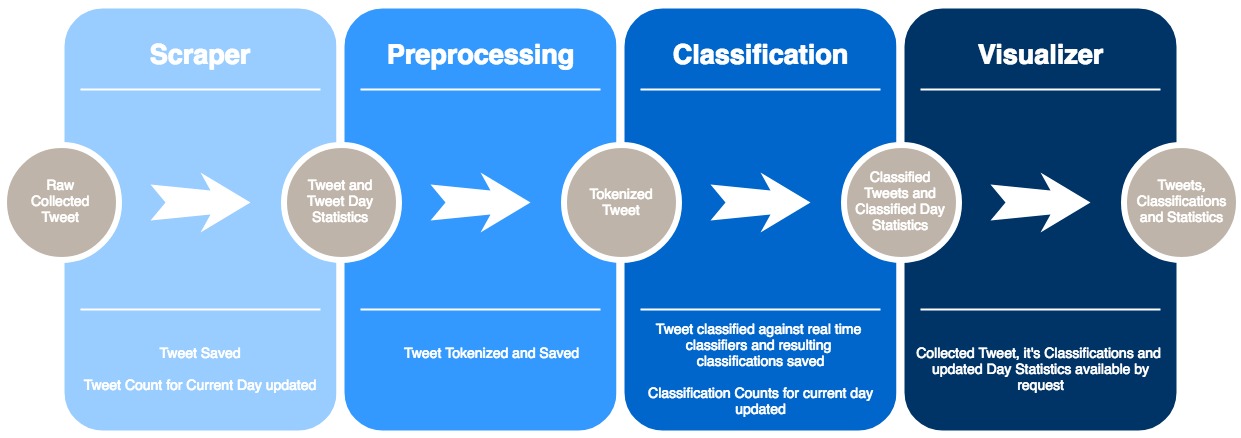 Scraper
Preprocessing
Classification
Visualizer
Raw
Collected
Tweet
Tweet and
Tweet Day
Statistics
Tokenized
Tweet
Classified
Tweets and
Classified Day
Statistics
Tweets,
Classifications
and Statistics
Tweet Saved
Tweet Count for Current Day updated
Tweet Tokenized and Saved
Tweet classified against real time
classifiers and resulting
classifications saved
Classification Counts for current day
updated
Collected Tweet, it's Classifications and
updated Day Statistics available by
request